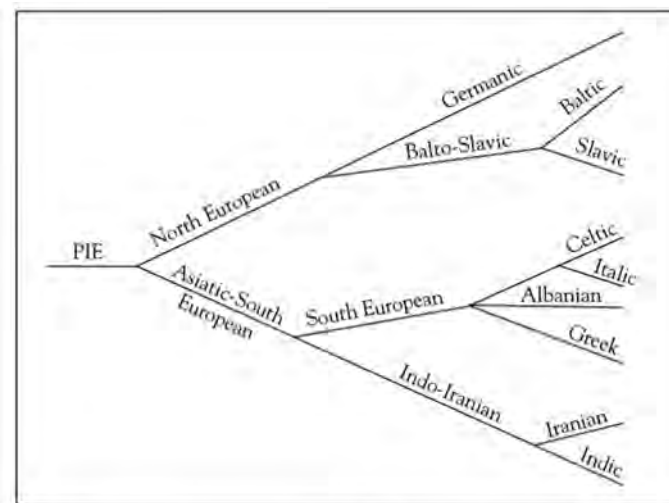 Germanic
Baltic
Balto-Slavic
Slavic
North European
PIE
Asiatic-South
European
South European
Celtic
Italic
Albanian
Greek
Indo-Iranian
Iranian
Indic